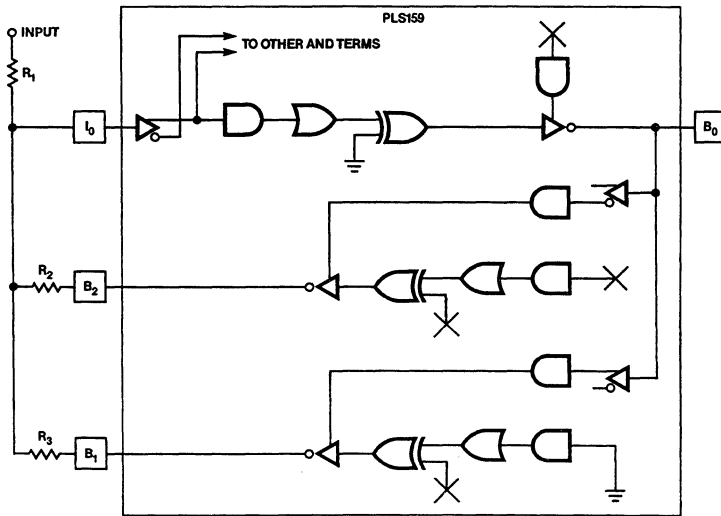 PLS159
INPUT
TO OTHER AND TERMS
R1
I0
B0
R2
B2
R3
B1